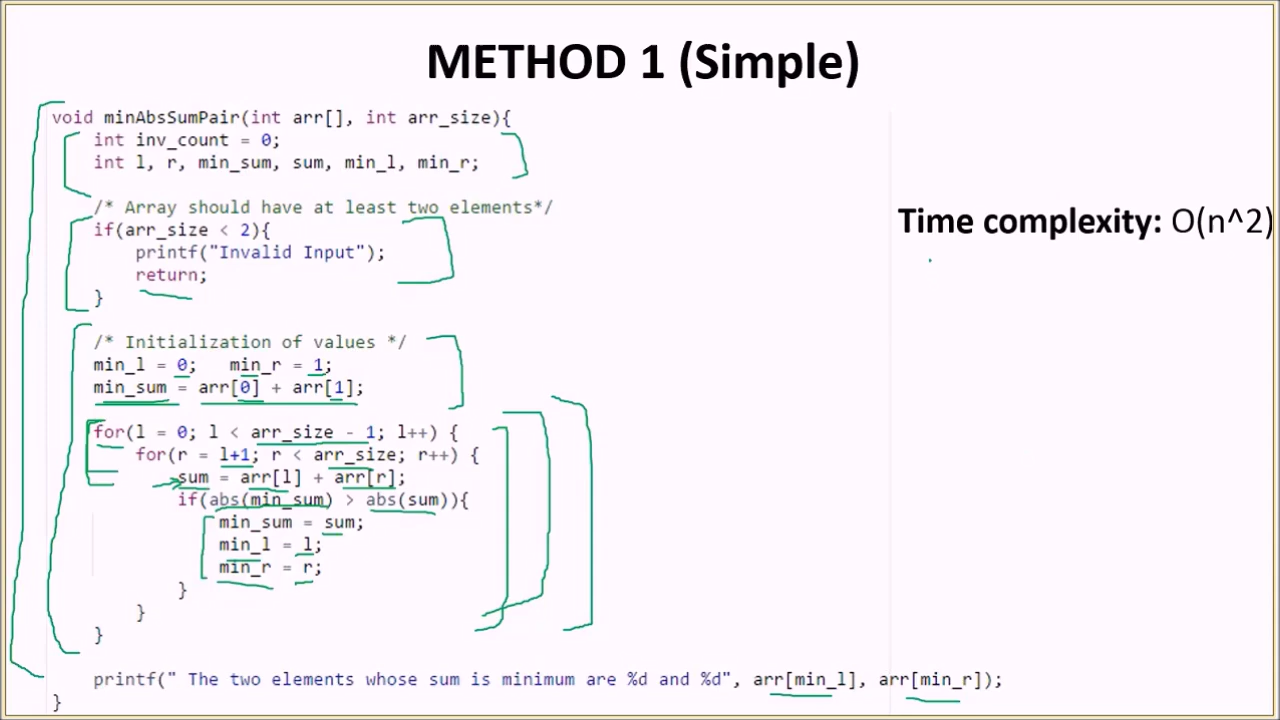 METHOD 1 (Simple)
void minAbsSumPair(int arr[], int arr_size){
int inv_count = 0;
int l, r, min_sum, sum, min_l, min_r;
/* Array should have at least two elements*/
if(arr_size < 2){
printf("Invalid Input");
return;
}
/* Initialization of values */
min_l = 0; min_r = 1;
min_sum = arr[0] + arr[1];
for(l = 0; l < arr_size - 1; l++) {
for(r = l+1; r < arr_size; r++) {
sum = arr[l] + arr[r];
if(abs(min_sum) > abs(sum)){
min_sum = sum;
min_l = l;
min_r = r;
}
}
}
printf(" The two elements whose sum is minimum are %d and %d", arr[min_l], arr[min_r]);
}
Time complexity: O(n^2)